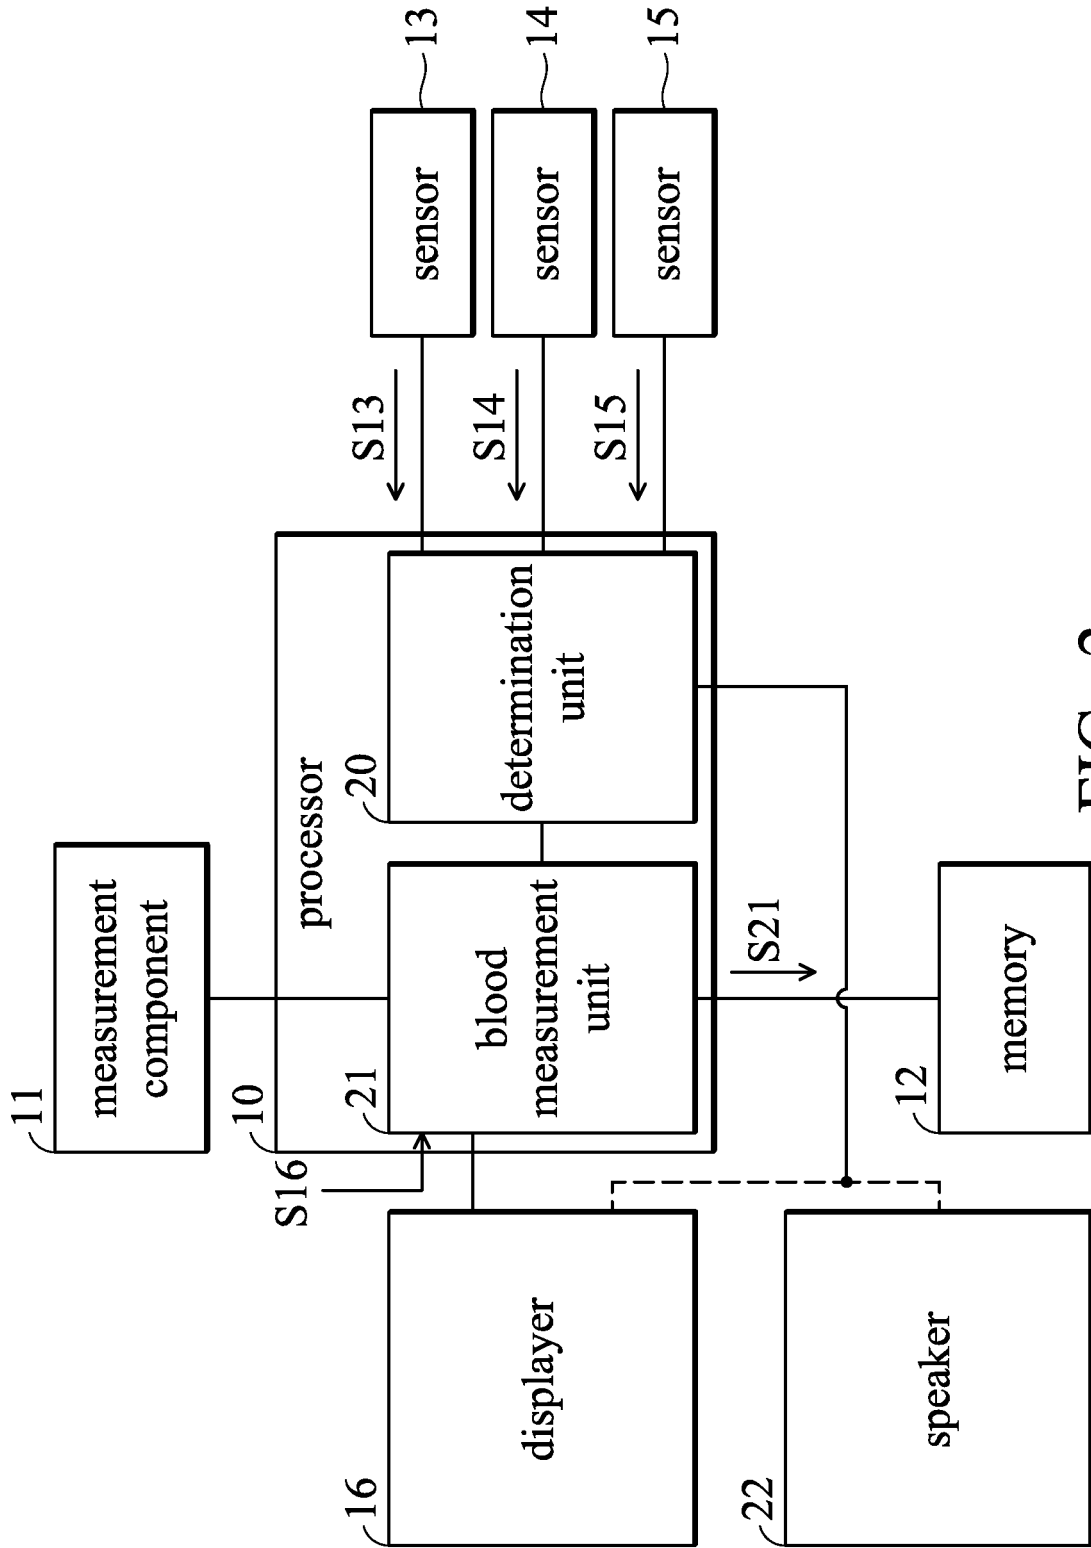 11
measurement
component
10
processor
S16
21
blood
measurement
unit
20
determination
unit
S13
S14
S15
sensor
13
sensor
14
sensor
15
16
displayer
S21
22
speaker
12
memory
FIG.